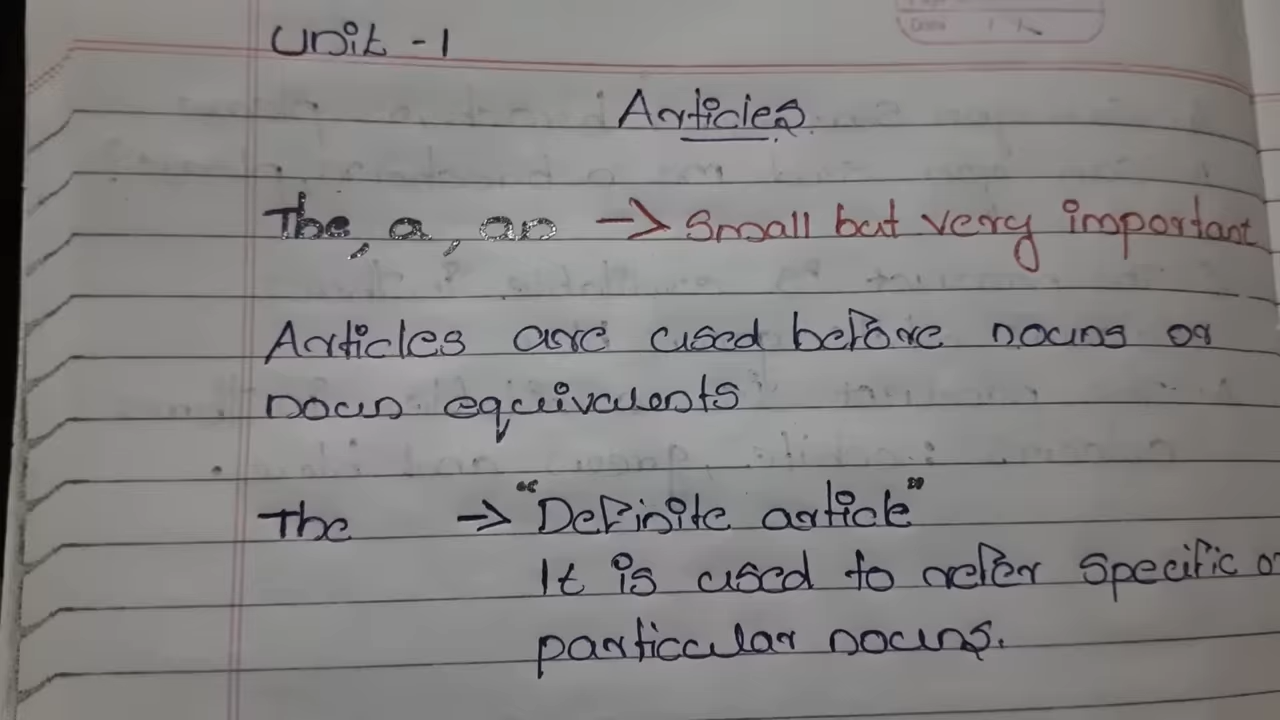 Unit - 1
Articles
The, a, an → Small but very important
Articles are used before nouns or
noun equivalents
The → "Definite article"
It is used to refer specific
particular nouns.